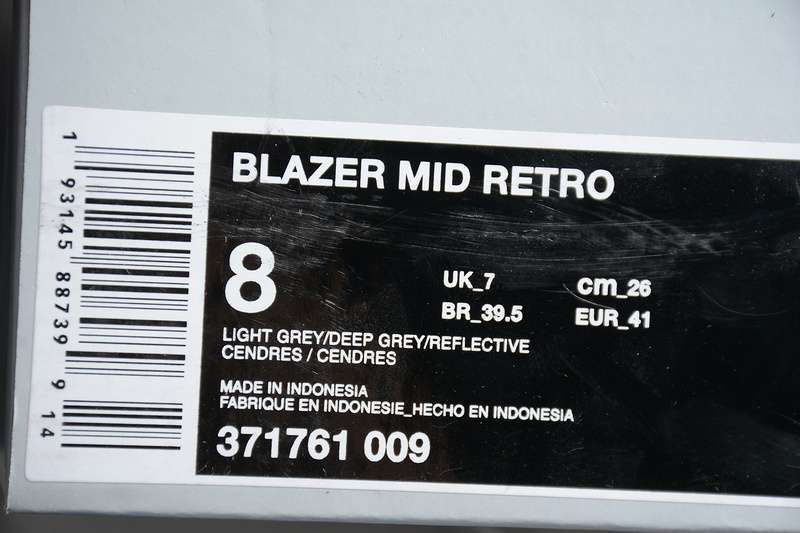 BLAZER MID RETRO
8
UK_7 cm_26
BR_39.5 EUR_41
LIGHT GREY/DEEP GREY/REFLECTIVE
CENDRES / CENDRES
MADE IN INDONESIA
FABRIQUE EN INDONESIE_HECHO EN INDONESIA
371761 009
1 93145 88739 9 14